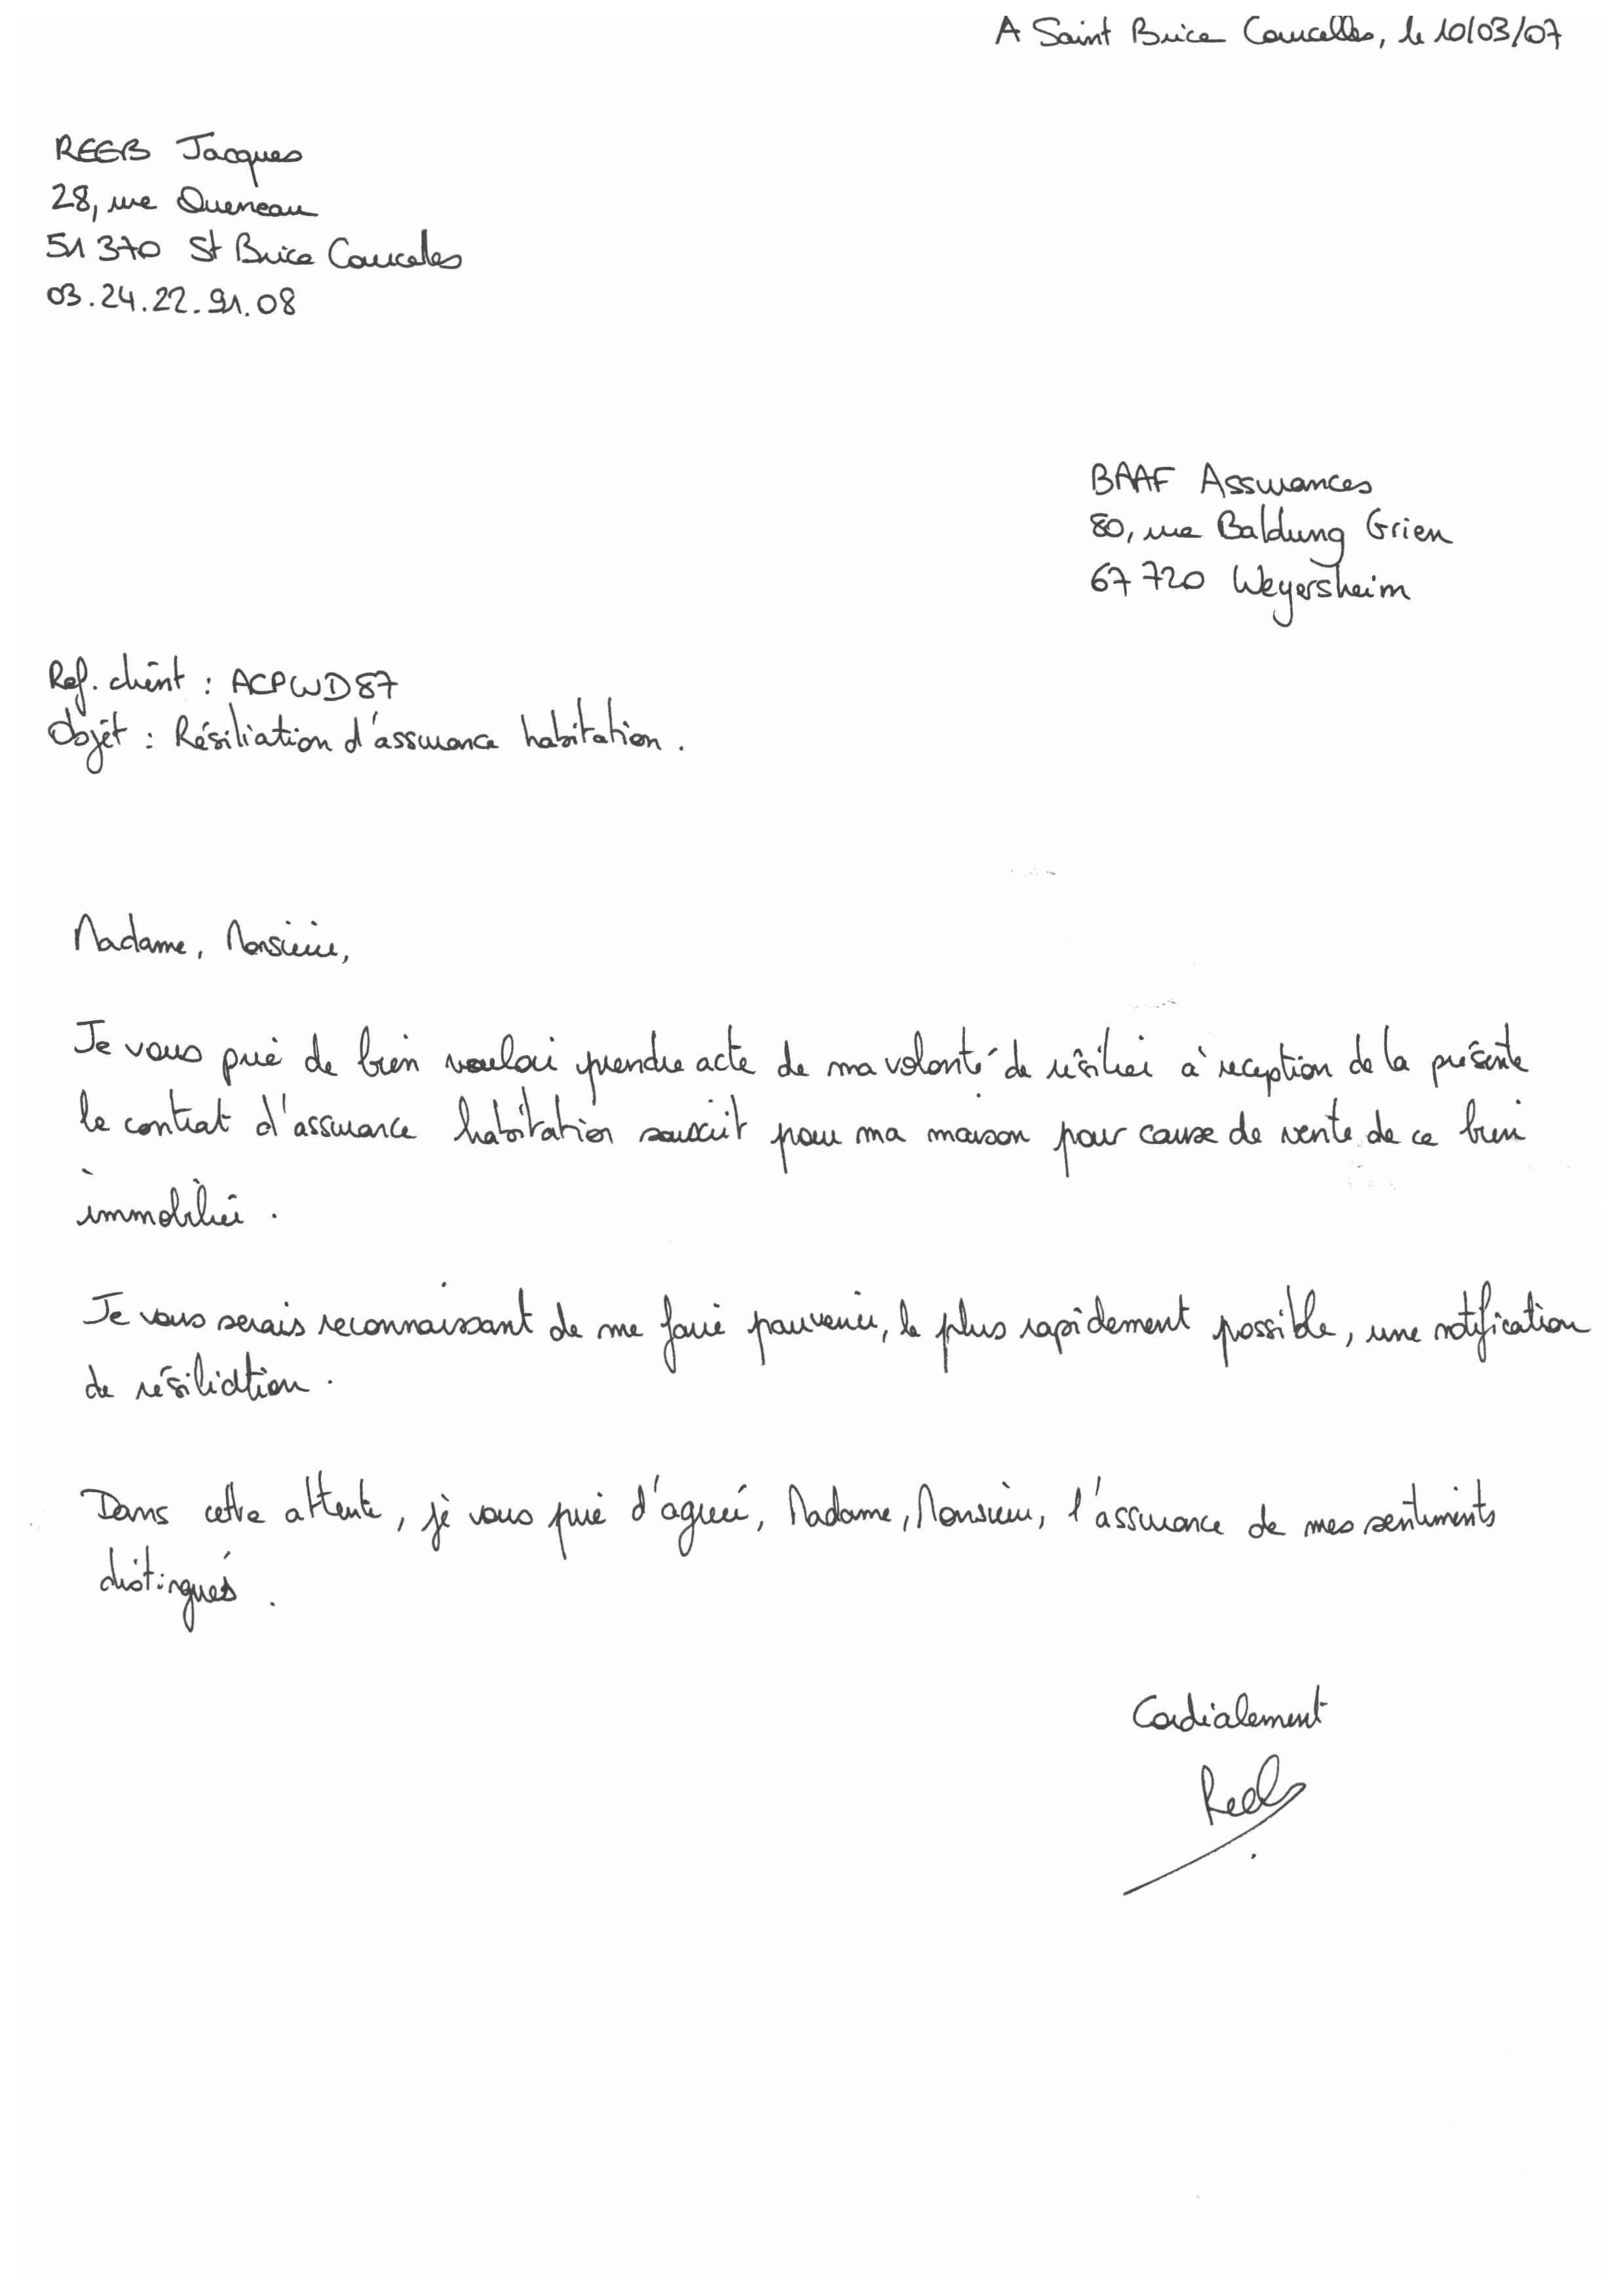 A Saint Brice Courcelles, le 10/03/07
REEB Jacques
28, rue Queneau
51 370 St Brice Courcelles
03.24.22.91.08
BAAF Assurances
80, rue Baldung Grien
67 720 Weyersheim
Ref. client : ACPWD87
Objet : Résiliation d'assurance habitation.
Madame, Monsieur,
Je vous prie de bien vouloir prendre acte de ma volonté de résilier à reception de la présente
le contrat d'assurance habitation souscrit pour ma maison pour cause de vente de ce bien
immobilier.
Je vous serais reconnaissant de me faire parvenir, le plus rapidement possible, une notification
de résiliation.
Dans cette attente, je vous prie d'agréer, Madame, Monsieur, l'assurance de mes sentiments
distingués.
Cordialement
Reeb